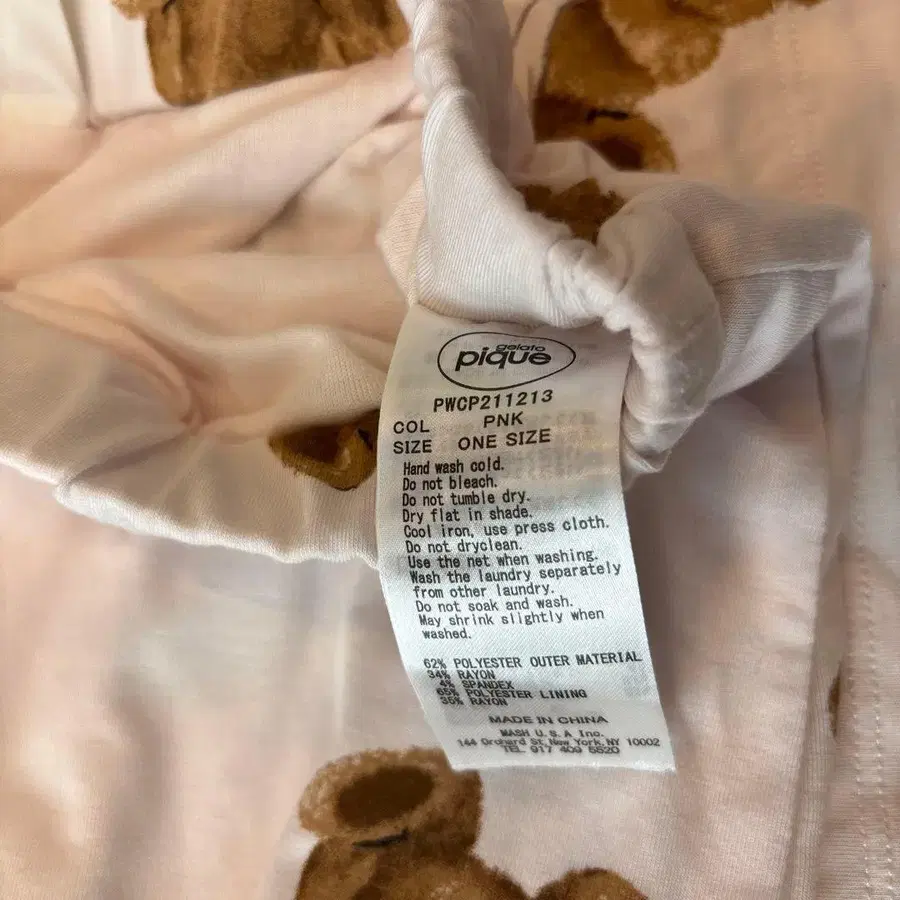 gelato
pique
PWCP211213
COL PNK
SIZE ONE SIZE
Hand wash cold.
Do not bleach.
Do not tumble dry.
Dry flat in shade.
Cool iron, use press cloth.
Do not dryclean.
Use the net when washing.
Wash the laundry separately
from other laundry.
Do not soak and wash.
May shrink slightly when
washed.
62% POLYESTER OUTER MATERIAL
34% RAYON
4% SPANDEX
65% POLYESTER LINING
35% RAYON
MADE IN CHINA
MASH U.S.A Inc.
144 Orchard St, New York, NY 10002
TEL 917 409 5520